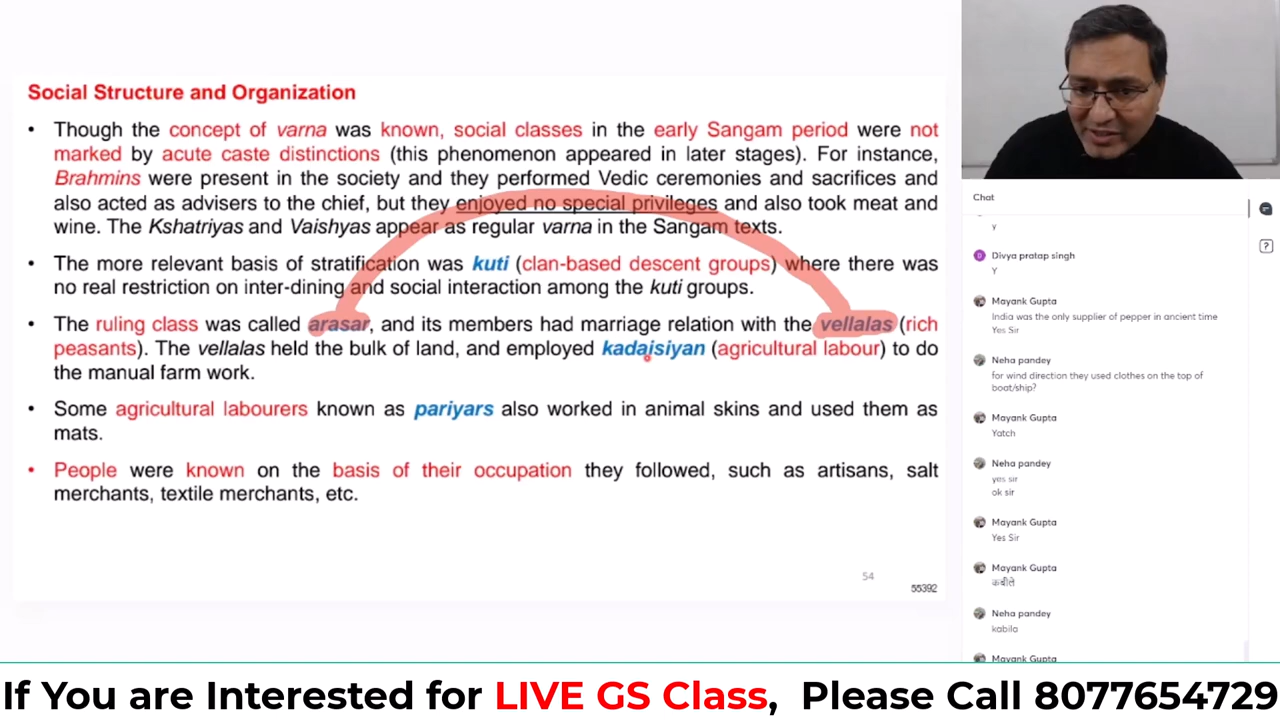 Social Structure and Organization
• Though the concept of varna was known, social classes in the early Sangam period were not
marked by acute caste distinctions (this phenomenon appeared in later stages). For instance,
Brahmins were present in the society and they performed Vedic ceremonies and sacrifices and
also acted as advisers to the chief, but they enjoyed no special privileges and also took meat and
wine. The Kshatriyas and Vaishyas appear as regular varna in the Sangam texts.
• The more relevant basis of stratification was kuti (clan-based descent groups) where there was
no real restriction on inter-dining and social interaction among the kuti groups.
• The ruling class was called arasar, and its members had marriage relation with the vellalas (rich
peasants). The vellalas held the bulk of land, and employed kadaisiyan (agricultural labour) to do
the manual farm work.
• Some agricultural labourers known as pariyars also worked in animal skins and used them as
mats.
• People were known on the basis of their occupation they followed, such as artisans, salt
merchants, textile merchants, etc.
54
55392
Chat
y
D
Divya pratap singh
Y
Mayank Gupta
India was the only supplier of pepper in ancient time
Yes Sir
Neha pandey
for wind direction they used clothes on the top of
boat/ship?
Mayank Gupta
Yatch
Neha pandey
yes sir
ok sir
Mayank Gupta
Yes Sir
Mayank Gupta
कबीले
Neha pandey
kabila
Mayank Gupta
?
If You are Interested for LIVE GS Class, Please Call 8077654729